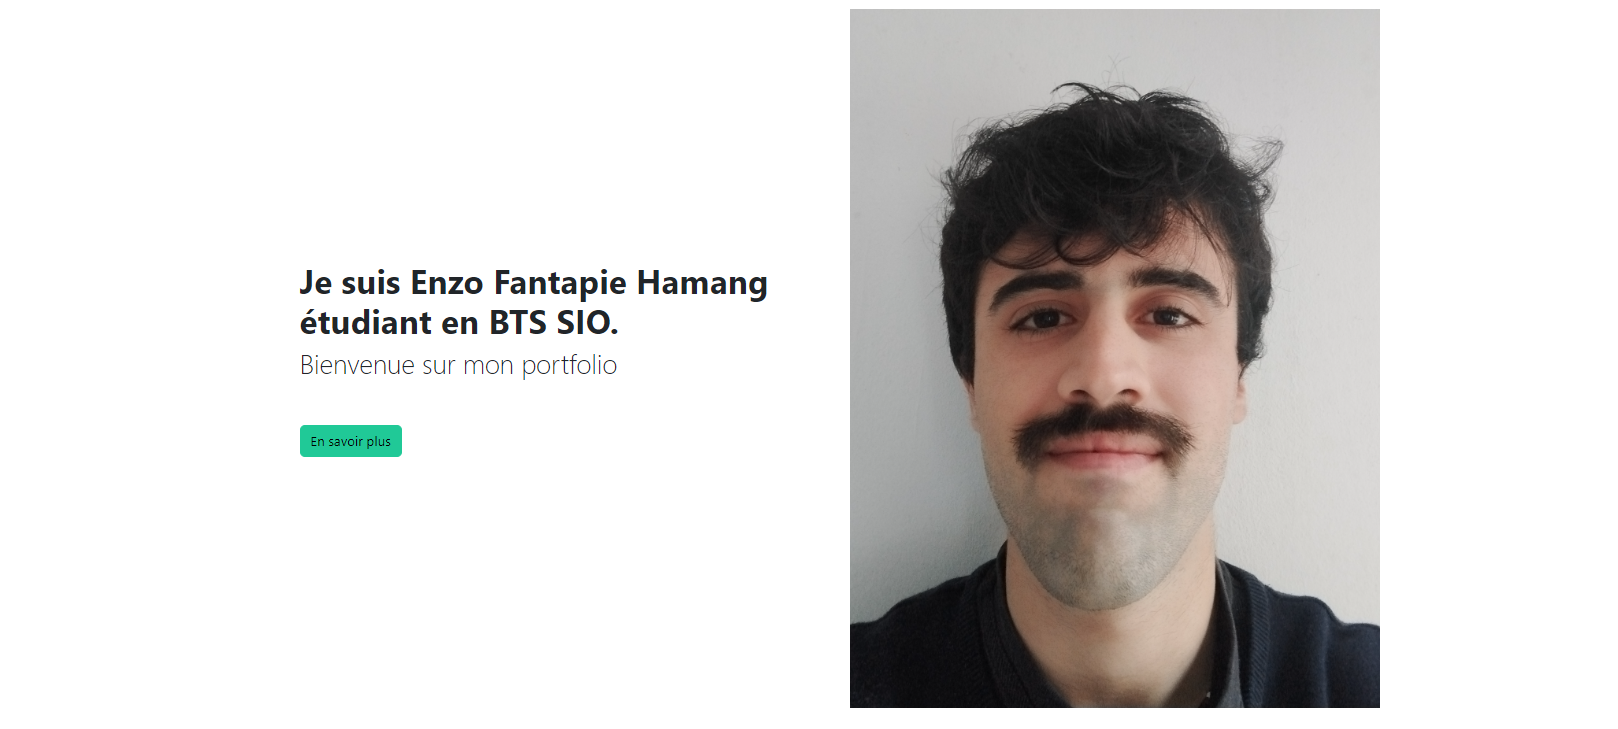 Je suis Enzo Fantapie Hamang
étudiant en BTS SIO.
Bienvenue sur mon portfolio
En savoir plus